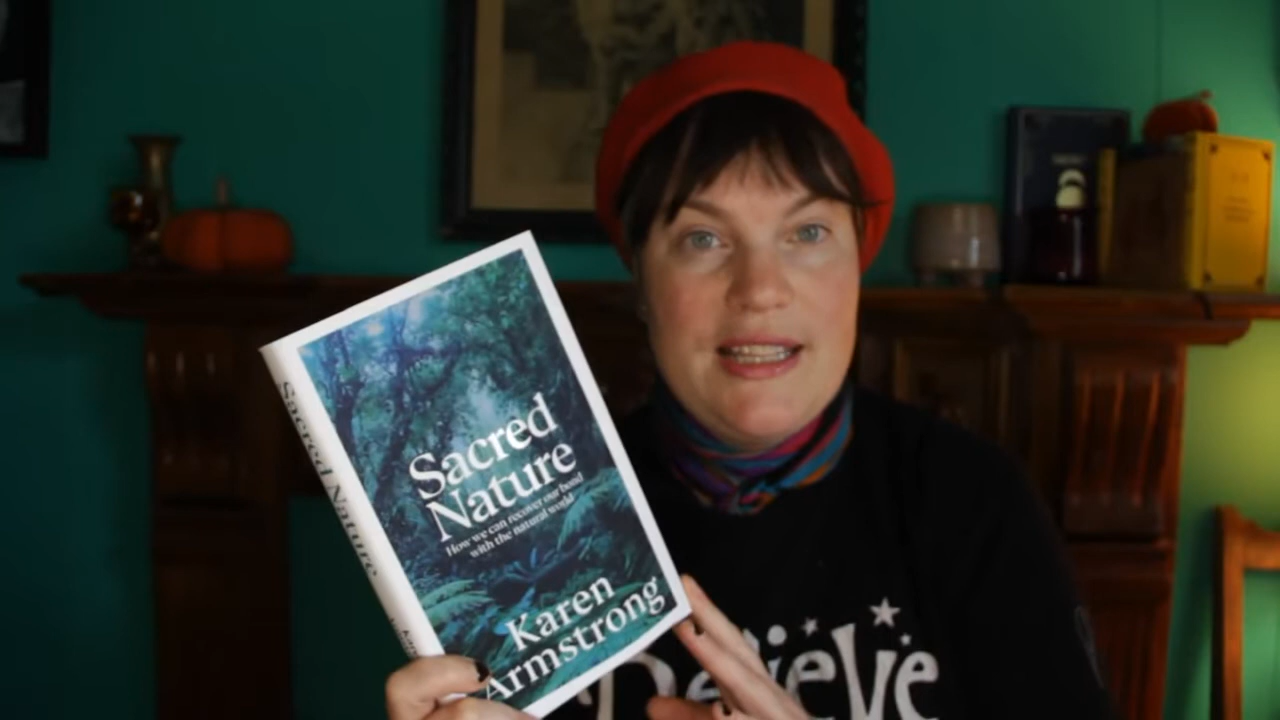 Sacred
Nature
How we can recover our bond
with the natural world
Karen
Armstrong
Sacred Nature
Believe